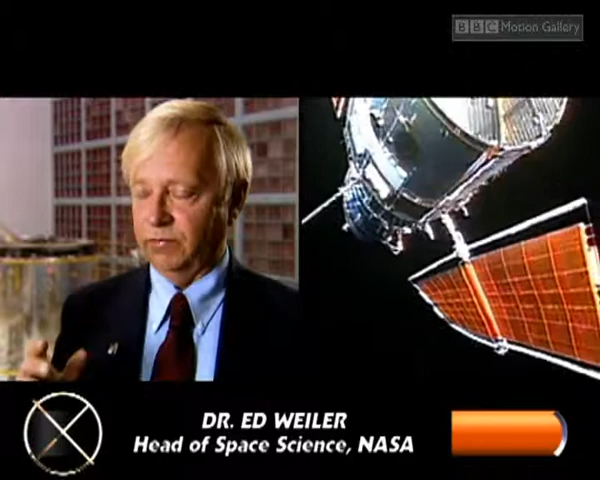 BBC Motion Gallery
DR. ED WEILER
Head of Space Science, NASA